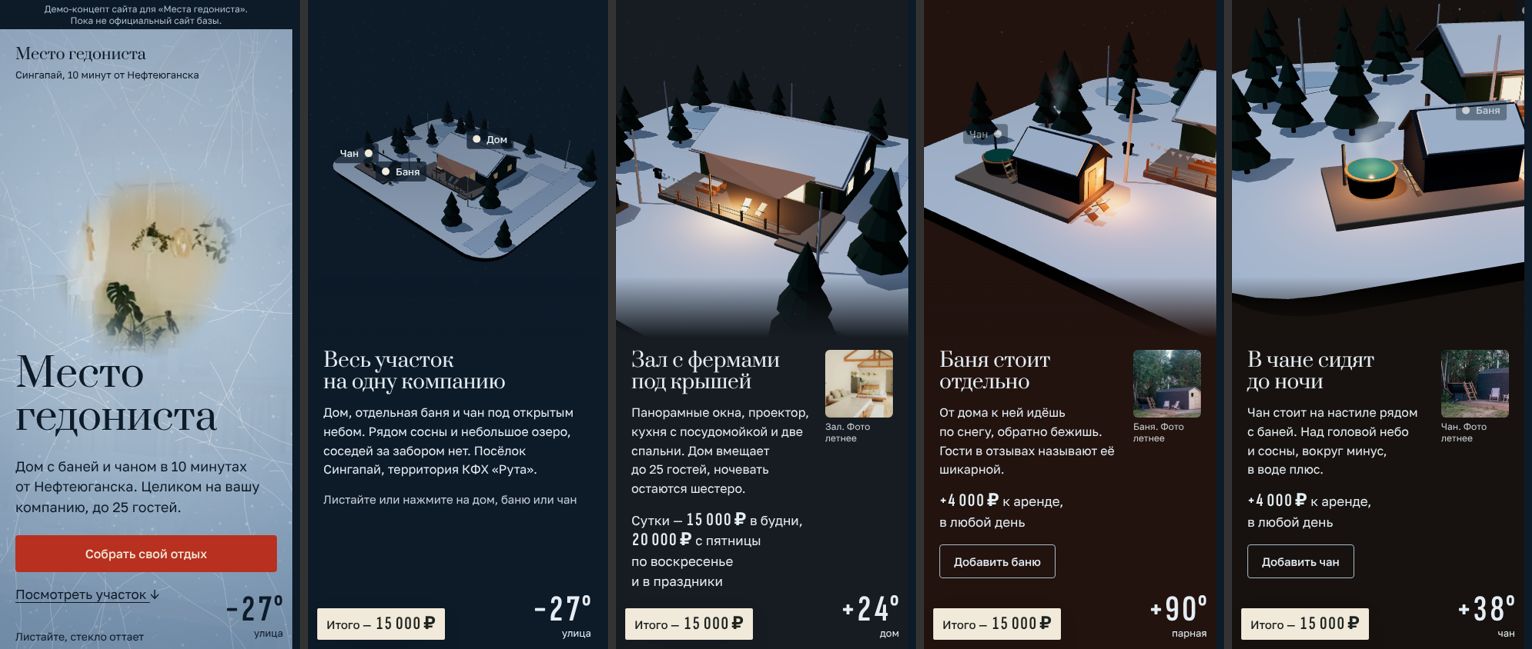 Демо-концепт сайта для «Места гедониста».
Пока не официальный сайт базы.
Место гедониста
Сингапай, 10 минут от Нефтеюганска
Место
гедониста
Дом с баней и чаном в 10 минутах
от Нефтеюганска. Целиком на вашу
компанию, до 25 гостей.
Собрать свой отдых
Посмотреть участок ↓
−27°
улица
Листайте, стекло оттает
Дом
Чан
Баня
Весь участок
на одну компанию
Дом, отдельная баня и чан под открытым
небом. Рядом сосны и небольшое озеро,
соседей за забором нет. Посёлок
Сингапай, территория КФХ «Рута».
Листайте или нажмите на дом, баню или чан
Итого — 15 000 ₽
−27°
улица
Зал с фермами
под крышей
Панорамные окна, проектор,
кухня с посудомойкой и две
спальни. Дом вмещает
до 25 гостей, ночевать
остаются шестеро.
Зал. Фото
летнее
Сутки — 15 000 ₽ в будни,
20 000 ₽ с пятницы
по воскресенье
и в праздники
Итого — 15 000 ₽
+24°
дом
Чан
Баня стоит
отдельно
От дома к ней идёшь
по снегу, обратно бежишь.
Гости в отзывах называют её
шикарной.
Баня. Фото
летнее
+4 000 ₽ к аренде,
в любой день
Добавить баню
Итого — 15 000 ₽
+90°
парная
Баня
В чане сидят
до ночи
Чан стоит на настиле рядом
с баней. Над головой небо
и сосны, вокруг минус,
в воде плюс.
Чан. Фото
летнее
+4 000 ₽ к аренде,
в любой день
Добавить чан
Итого — 15 000 ₽
+38°
чан